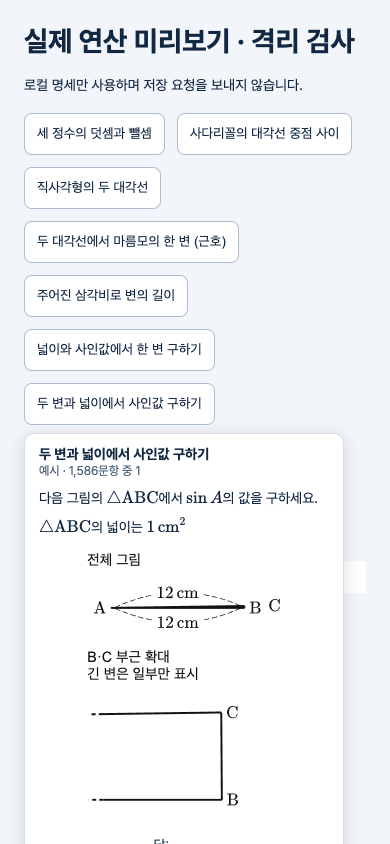 실제 연산 미리보기 · 격리 검사
로컬 명세만 사용하며 저장 요청을 보내지 않습니다.
세 정수의 덧셈과 뺄셈
사다리꼴의 대각선 중점 사이
직사각형의 두 대각선
두 대각선에서 마름모의 한 변 (근호)
주어진 삼각비로 변의 길이
넓이와 사인값에서 한 변 구하기
두 변과 넓이에서 사인값 구하기
두 변과 넓이에서 사인값 구하기
예시 · 1,586문항 중 1
다음 그림의 △ABC에서 sin A의 값을 구하세요.
△ABC의 넓이는 1 cm²
전체 그림
12 cm
A B C
12 cm
B·C 부근 확대
긴 변은 일부만 표시
C
B
답: